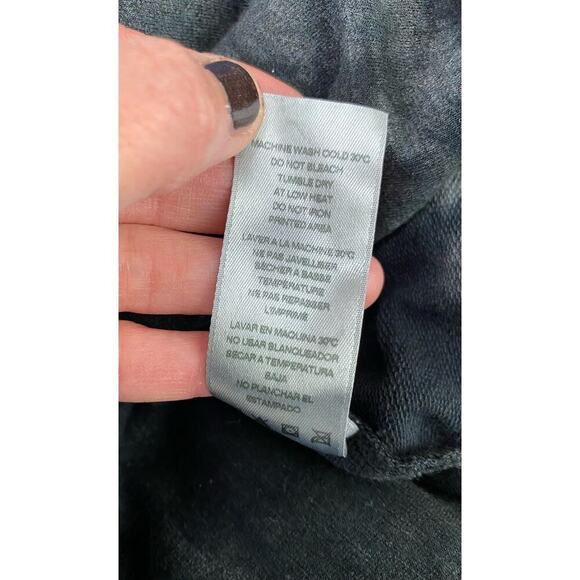 MACHINE WASH COLD 30°C
DO NOT BLEACH
TUMBLE DRY
AT LOW HEAT
DO NOT IRON
PRINTED AREA
LAVER A LA MACHINE 30°C
NE PAS JAVELLISER
SECHER A BASSE
TEMPÉRATURE
NE PAS REPASSER
L'IMPRIME
LAVAR EN MAQUINA 30°C
NO USAR BLANQUEADOR
SECAR A TEMPERATURA
BAJA
NO PLANCHAR EL
ESTAMPADO